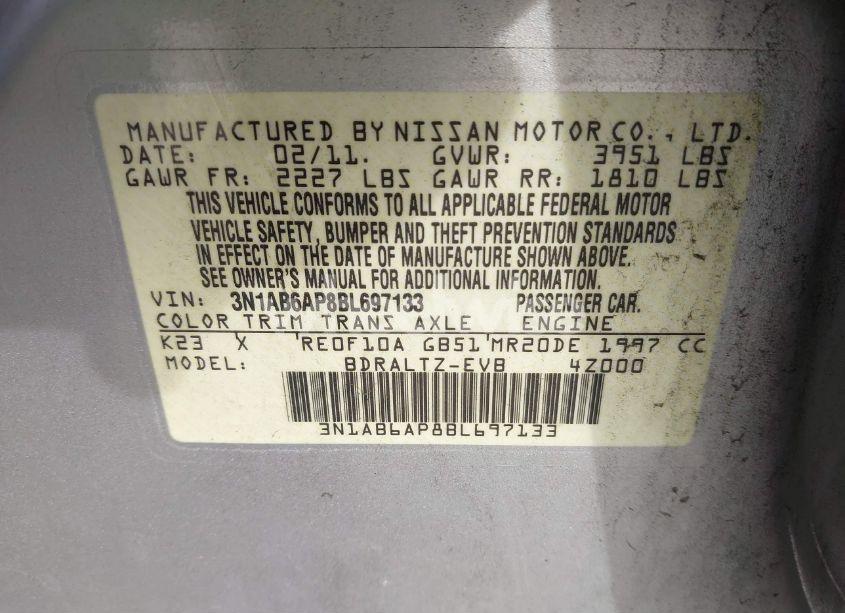 MANUFACTURED BY NISSAN MOTOR CO., LTD.
DATE: 02/11. GVWR: 3951 LBS
GAWR FR: 2227 LBS GAWR RR: 1810 LBS
THIS VEHICLE CONFORMS TO ALL APPLICABLE FEDERAL MOTOR
VEHICLE SAFETY, BUMPER AND THEFT PREVENTION STANDARDS
IN EFFECT ON THE DATE OF MANUFACTURE SHOWN ABOVE.
SEE OWNER'S MANUAL FOR ADDITIONAL INFORMATION.
VIN: 3N1AB6AP8BL697133 PASSENGER CAR.
COLOR TRIM TRANS AXLE ENGINE
K23 X RE0F10A GB51 MR20DE 1997 CC
MODEL: BDRALTZ-EVB 4Z000
3N1AB6AP8BL697133